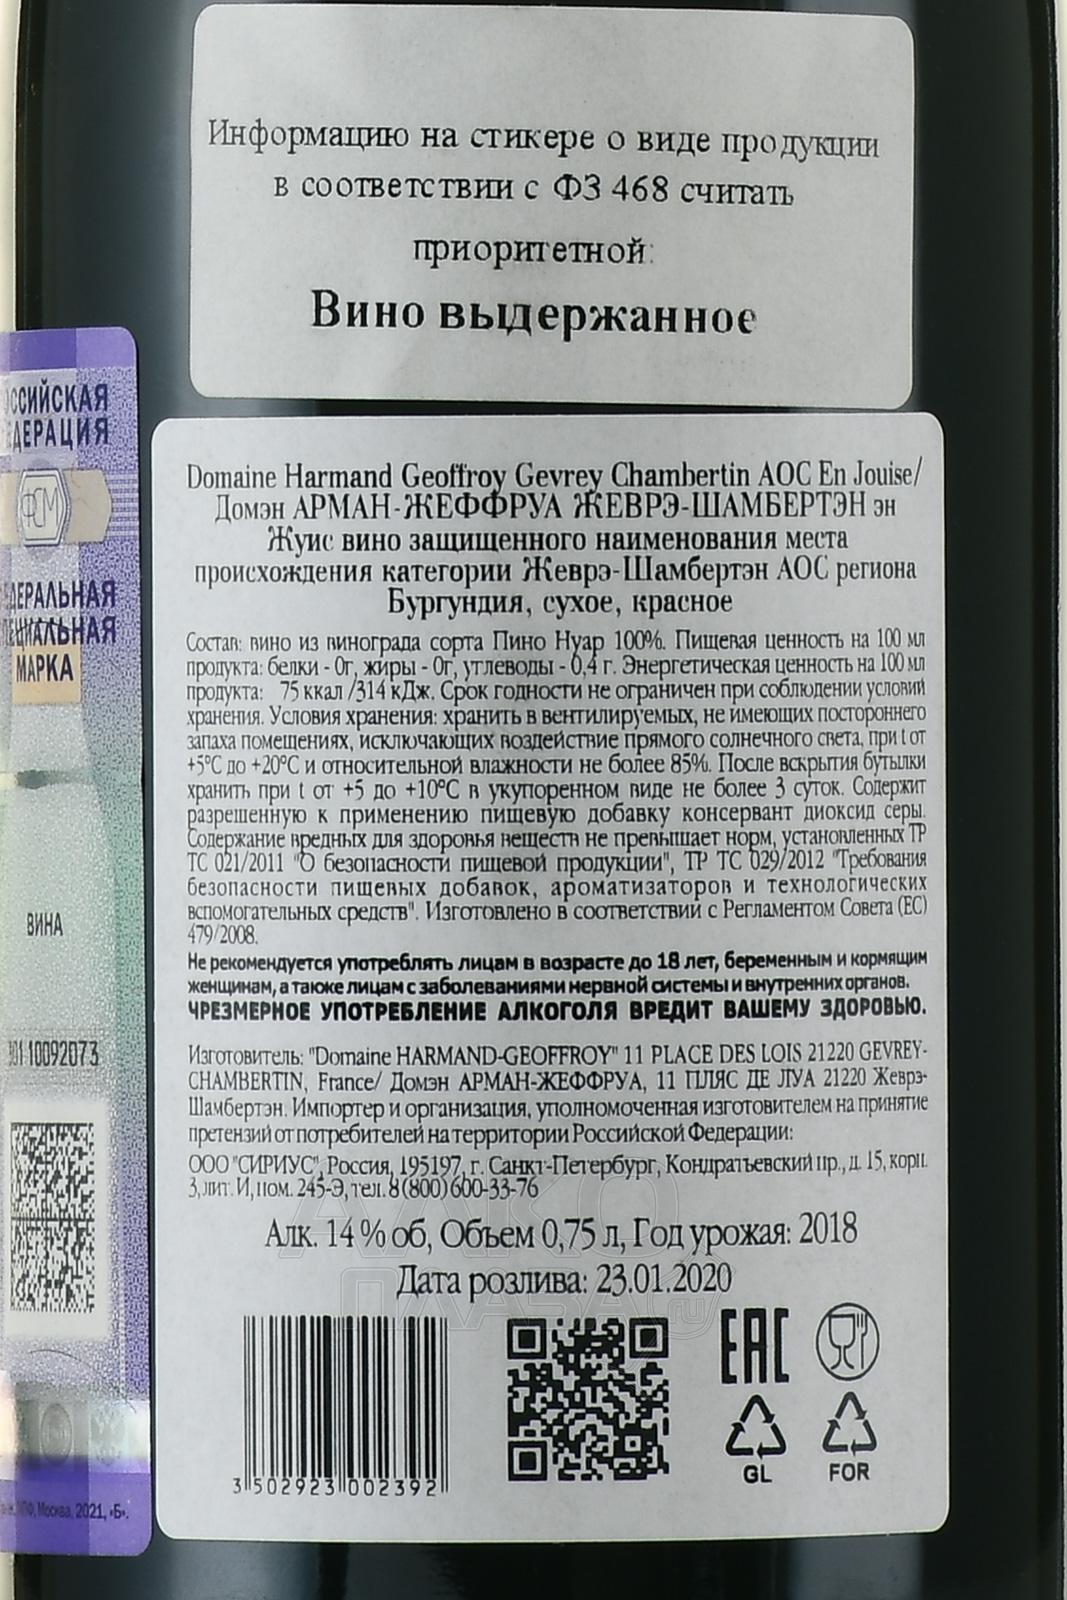 Информацию на стикере о виде продукции
в соответствии с ФЗ 468 считать
приоритетной:
Вино выдержанное
ФСМ
МАРКА
ВИНА
10092073
Москва, 2021, «Б».
Domaine Harmand Geoffroy Gevrey Chambertin AOC En Jouise/
Домэн АРМАН-ЖЕФФРУА ЖЕВРЭ-ШАМБЕРТЭН эн
Жуис вино защищенного наименования места
происхождения категории Жеврэ-Шамбертэн АОС региона
Бургундия, сухое, красное
Состав: вино из винограда сорта Пино Нуар 100%. Пищевая ценность на 100 мл
продукта: белки - 0г, жиры - 0г, углеводы - 0,4 г. Энергетическая ценность на 100 мл
продукта: 75 ккал /314 кДж. Срок годности не ограничен при соблюдении условий
хранения. Условия хранения: хранить в вентилируемых, не имеющих постороннего
запаха помещениях, исключающих воздействие прямого солнечного света, при t от
+5°С до +20°С и относительной влажности не более 85%. После вскрытия бутылки
хранить при t от +5 до +10°С в укупоренном виде не более 3 суток. Содержит
разрешенную к применению пищевую добавку консервант диоксид серы.
Содержание вредных для здоровья веществ не превышает норм, установленных ТР
ТС 021/2011 "О безопасности пищевой продукции", ТР ТС 029/2012 "Требования
безопасности пищевых добавок, ароматизаторов и технологических
вспомогательных средств". Изготовлено в соответствии с Регламентом Совета (ЕС)
479/2008.
Не рекомендуется употреблять лицам в возрасте до 18 лет, беременным и кормящим
женщинам, а также лицам с заболеваниями нервной системы и внутренних органов.
ЧРЕЗМЕРНОЕ УПОТРЕБЛЕНИЕ АЛКОГОЛЯ ВРЕДИТ ВАШЕМУ ЗДОРОВЬЮ.
Изготовитель: "Domaine HARMAND-GEOFFROY" 11 PLACE DES LOIS 21220 GEVREY-
CHAMBERTIN, France/ Домэн АРМАН-ЖЕФФРУА, 11 ПЛЯС ДЕ ЛУА 21220 Жеврэ-
Шамбертэн. Импортер и организация, уполномоченная изготовителем на принятие
претензий от потребителей на территории Российской Федерации:
ООО "СИРИУС", Россия, 195197, г. Санкт-Петербург, Кондратьевский пр., д. 15, корп.
3, лит. И, пом. 245-Э, тел. 8 (800) 600-33-76
Алк. 14 % об, Объем 0,75 л, Год урожая: 2018
Дата розлива: 23.01.2020
АЛКО
ПЛАЗА.ru
3 502923 002392
EAC
GL
FOR